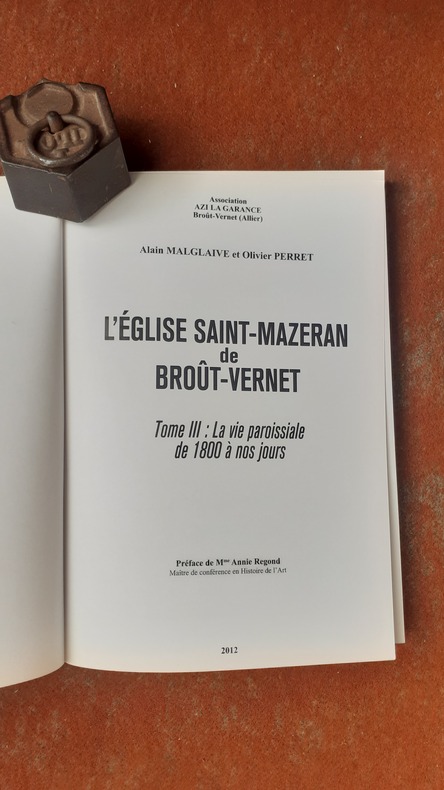 Association
AZI LA GARANCE
Broût-Vernet (Allier)
Alain MALGLAIVE et Olivier PERRET
L'ÉGLISE SAINT-MAZERAN
de
BROÛT-VERNET
Tome III : La vie paroissiale
de 1800 à nos jours
Préface de Mme Annie Regond
Maître de conférence en Histoire de l'Art
2012